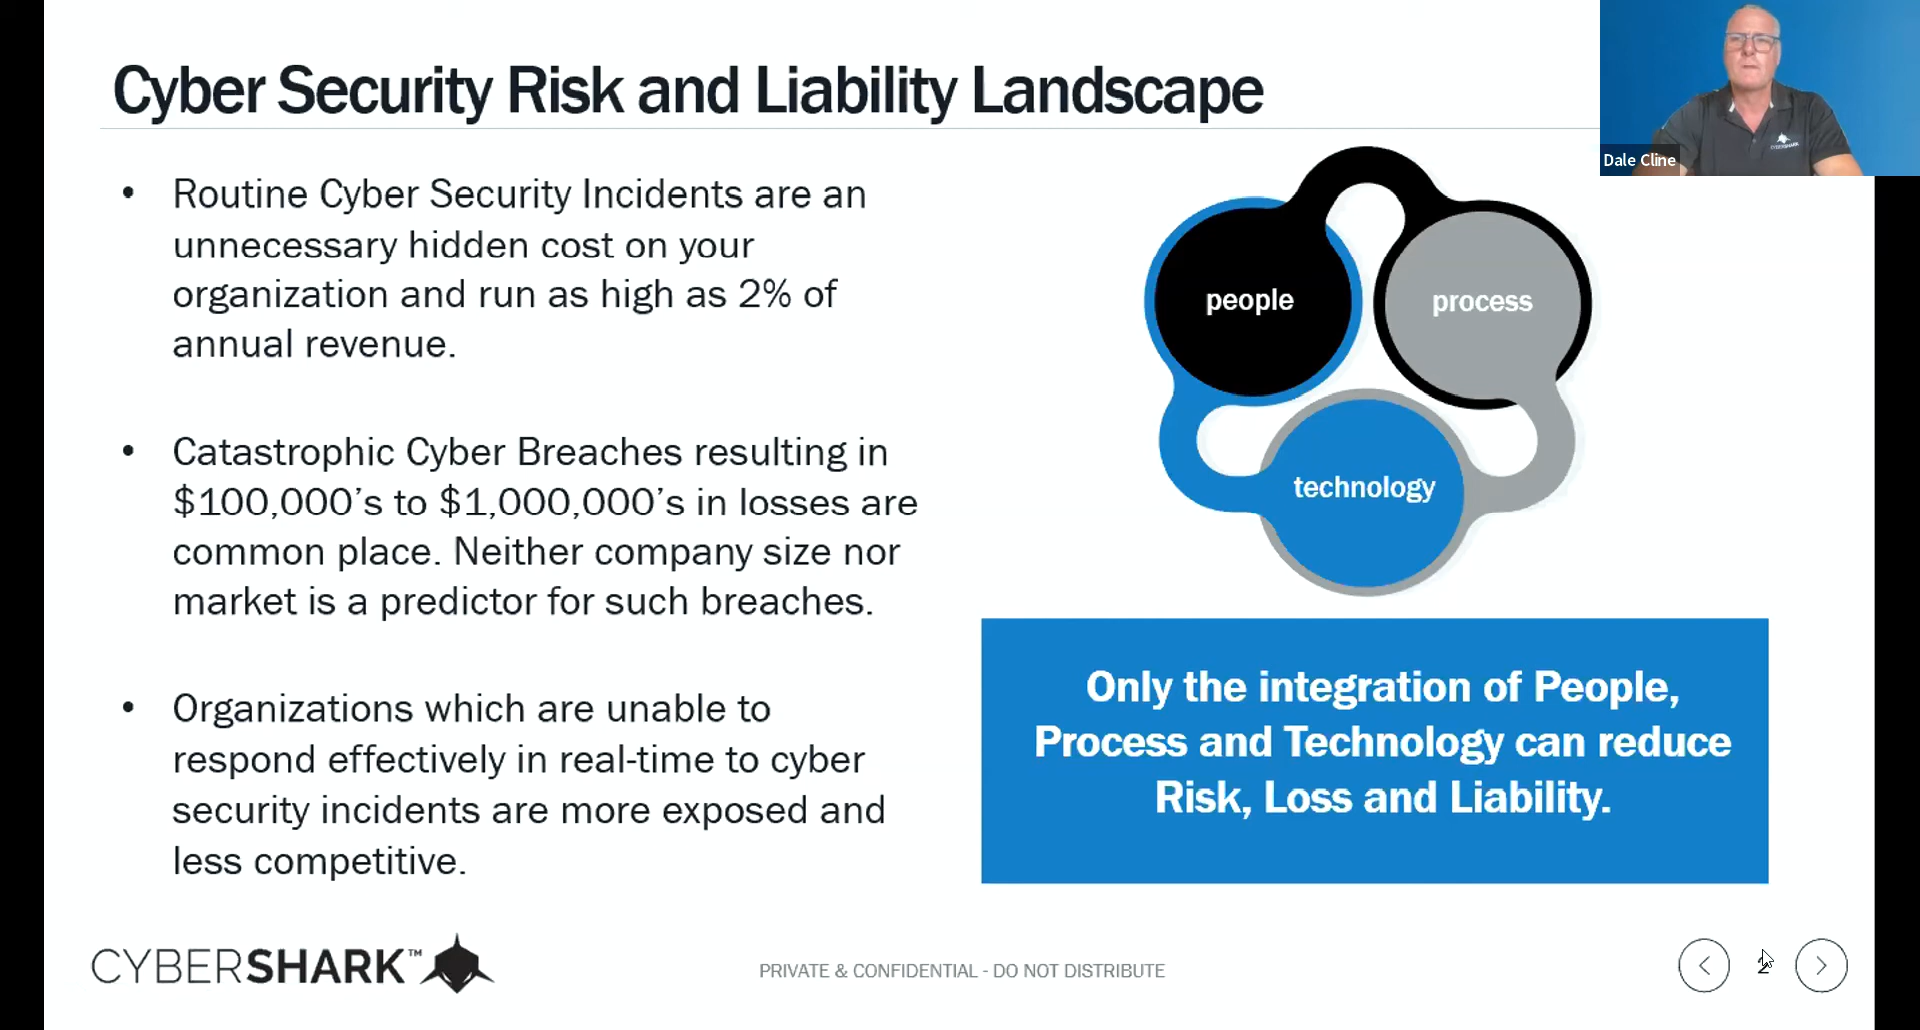 Cyber Security Risk and Liability Landscape
Dale Cline
CYBERSHARK
• Routine Cyber Security Incidents are an
unnecessary hidden cost on your
organization and run as high as 2% of
annual revenue.
• Catastrophic Cyber Breaches resulting in
$100,000’s to $1,000,000’s in losses are
common place. Neither company size nor
market is a predictor for such breaches.
• Organizations which are unable to
respond effectively in real-time to cyber
security incidents are more exposed and
less competitive.
people
process
technology
Only the integration of People,
Process and Technology can reduce
Risk, Loss and Liability.
CYBERSHARK™
PRIVATE & CONFIDENTIAL - DO NOT DISTRIBUTE
2